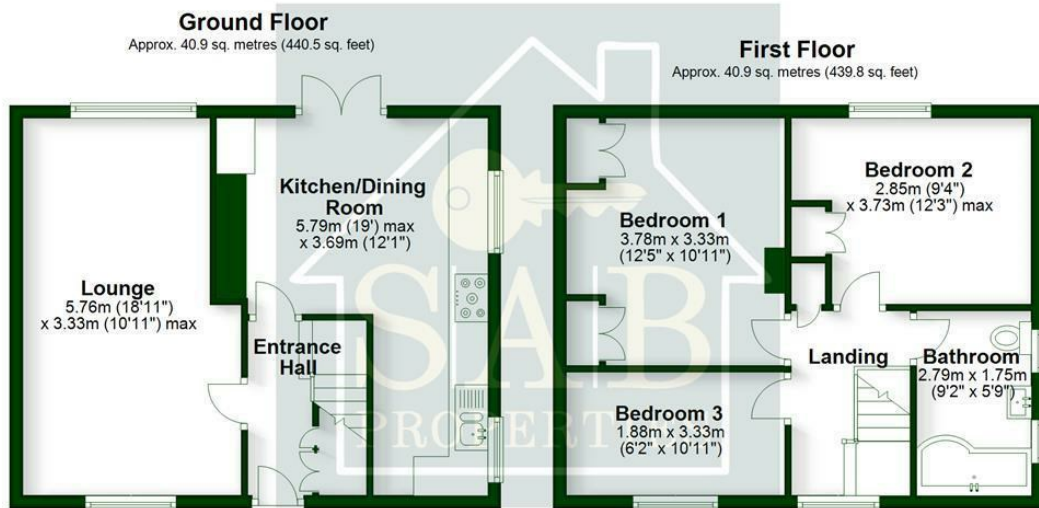 Ground Floor
Approx. 40.9 sq. metres (440.5 sq. feet)
Kitchen/Dining
Room
5.79m (19') max
x 3.69m (12'1")
Lounge
5.76m (18'11")
x 3.33m (10'11") max
Entrance
Hall
First Floor
Approx. 40.9 sq. metres (439.8 sq. feet)
Bedroom 1
3.78m x 3.33m
(12'5" x 10'11")
Bedroom 2
2.85m (9'4")
x 3.73m (12'3") max
Landing
Bathroom
2.79m x 1.75m
(9'2" x 5'9")
Bedroom 3
1.88m x 3.33m
(6'2" x 10'11")
SAB